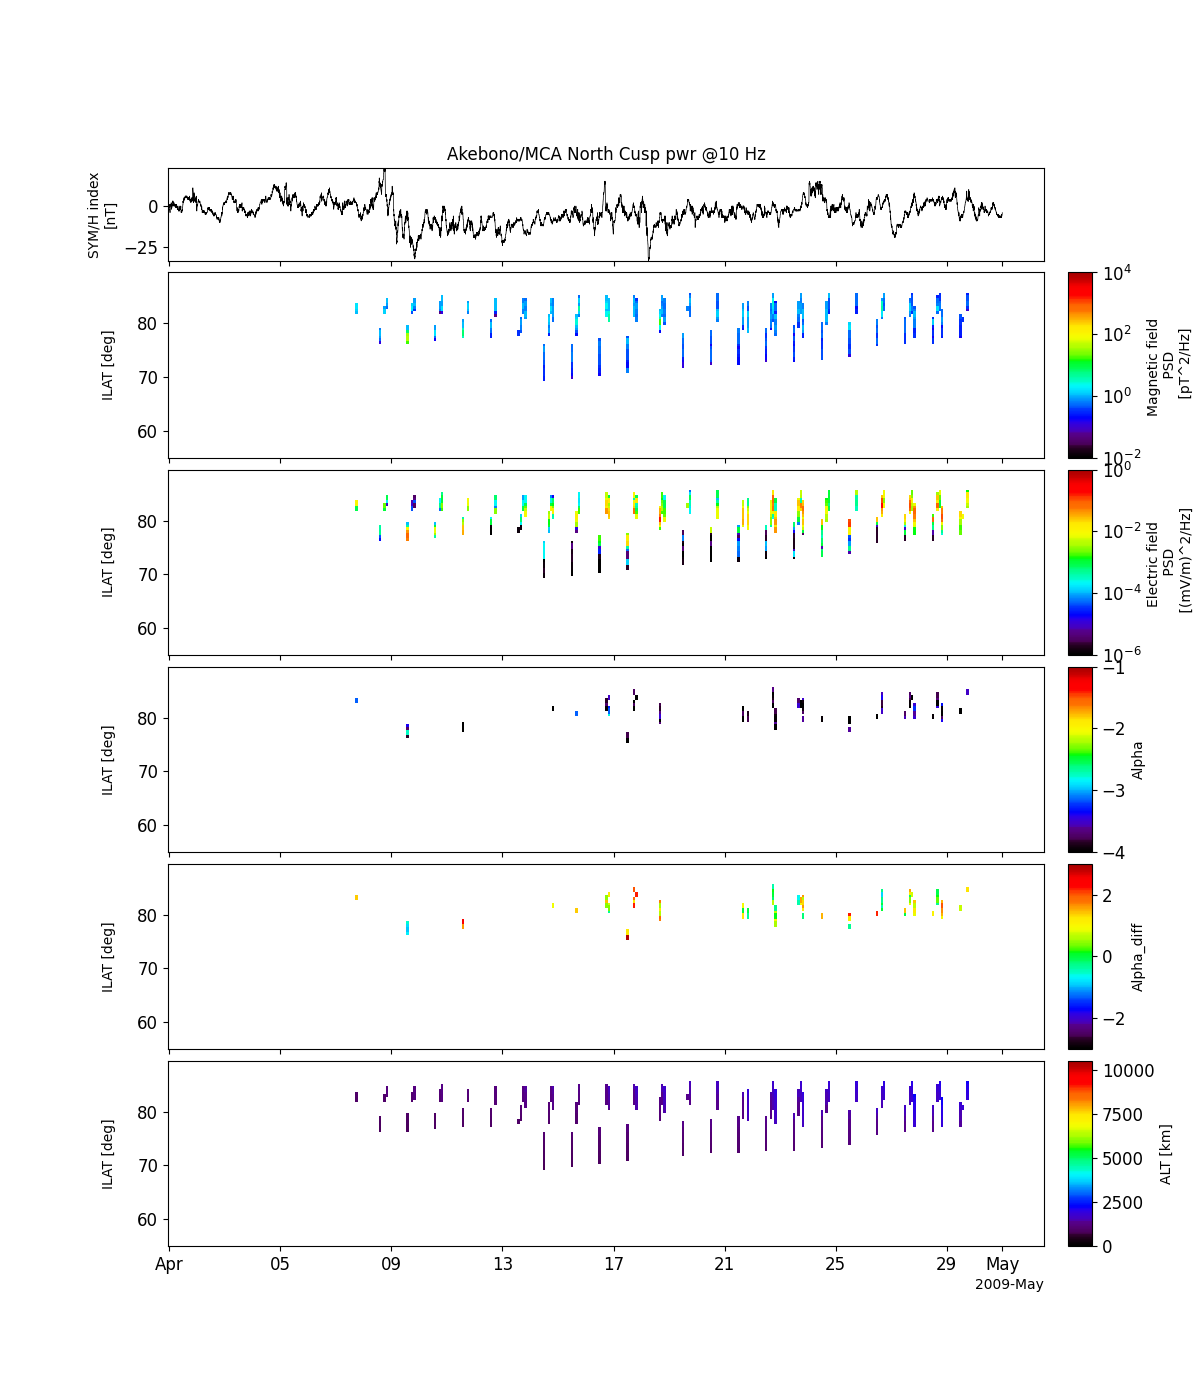 Akebono/MCA North Cusp pwr @10 Hz
SYM/H index
[nT]
0
−25
ILAT [deg]
80
70
60
10^4
10^2
10^0
10^−2
Magnetic field
PSD
[pT^2/Hz]
ILAT [deg]
80
70
60
10^0
10^−2
10^−4
10^−6
Electric field
PSD
[(mV/m)^2/Hz]
ILAT [deg]
80
70
60
−1
−2
−3
−4
Alpha
ILAT [deg]
80
70
60
2
0
−2
Alpha_diff
ILAT [deg]
80
70
60
10000
7500
5000
2500
0
ALT [km]
Apr 05 09 13 17 21 25 29 May
2009-May